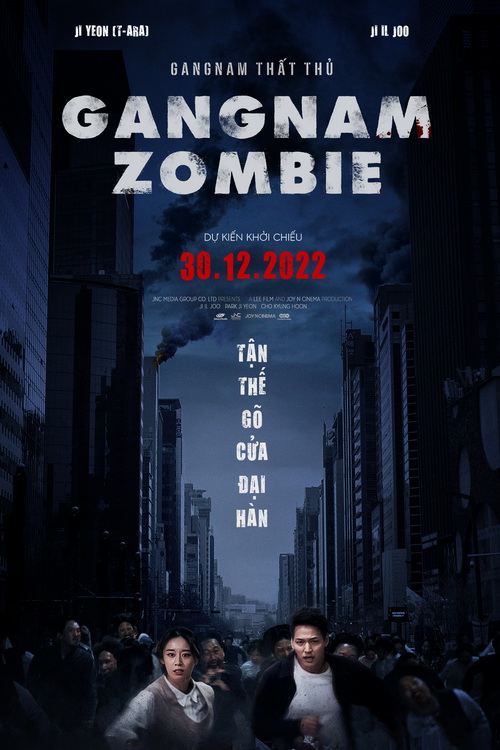 JI YEON (T-ARA)
JI IL JOO
GANGNAM THẤT THỦ
GANGNAM
ZOMBIE
DỰ KIẾN KHỞI CHIẾU
30.12.2022
JNC MEDIA GROUP CO. LTD PRESENTS A LEE FILM AND JOY N CINEMA PRODUCTION
JI IL JOO PARK JI YEON CHO KYUNG HOON
JOYNCINEMA
TẬN
THẾ
GÕ
CỬA
ĐẠI
HÀN